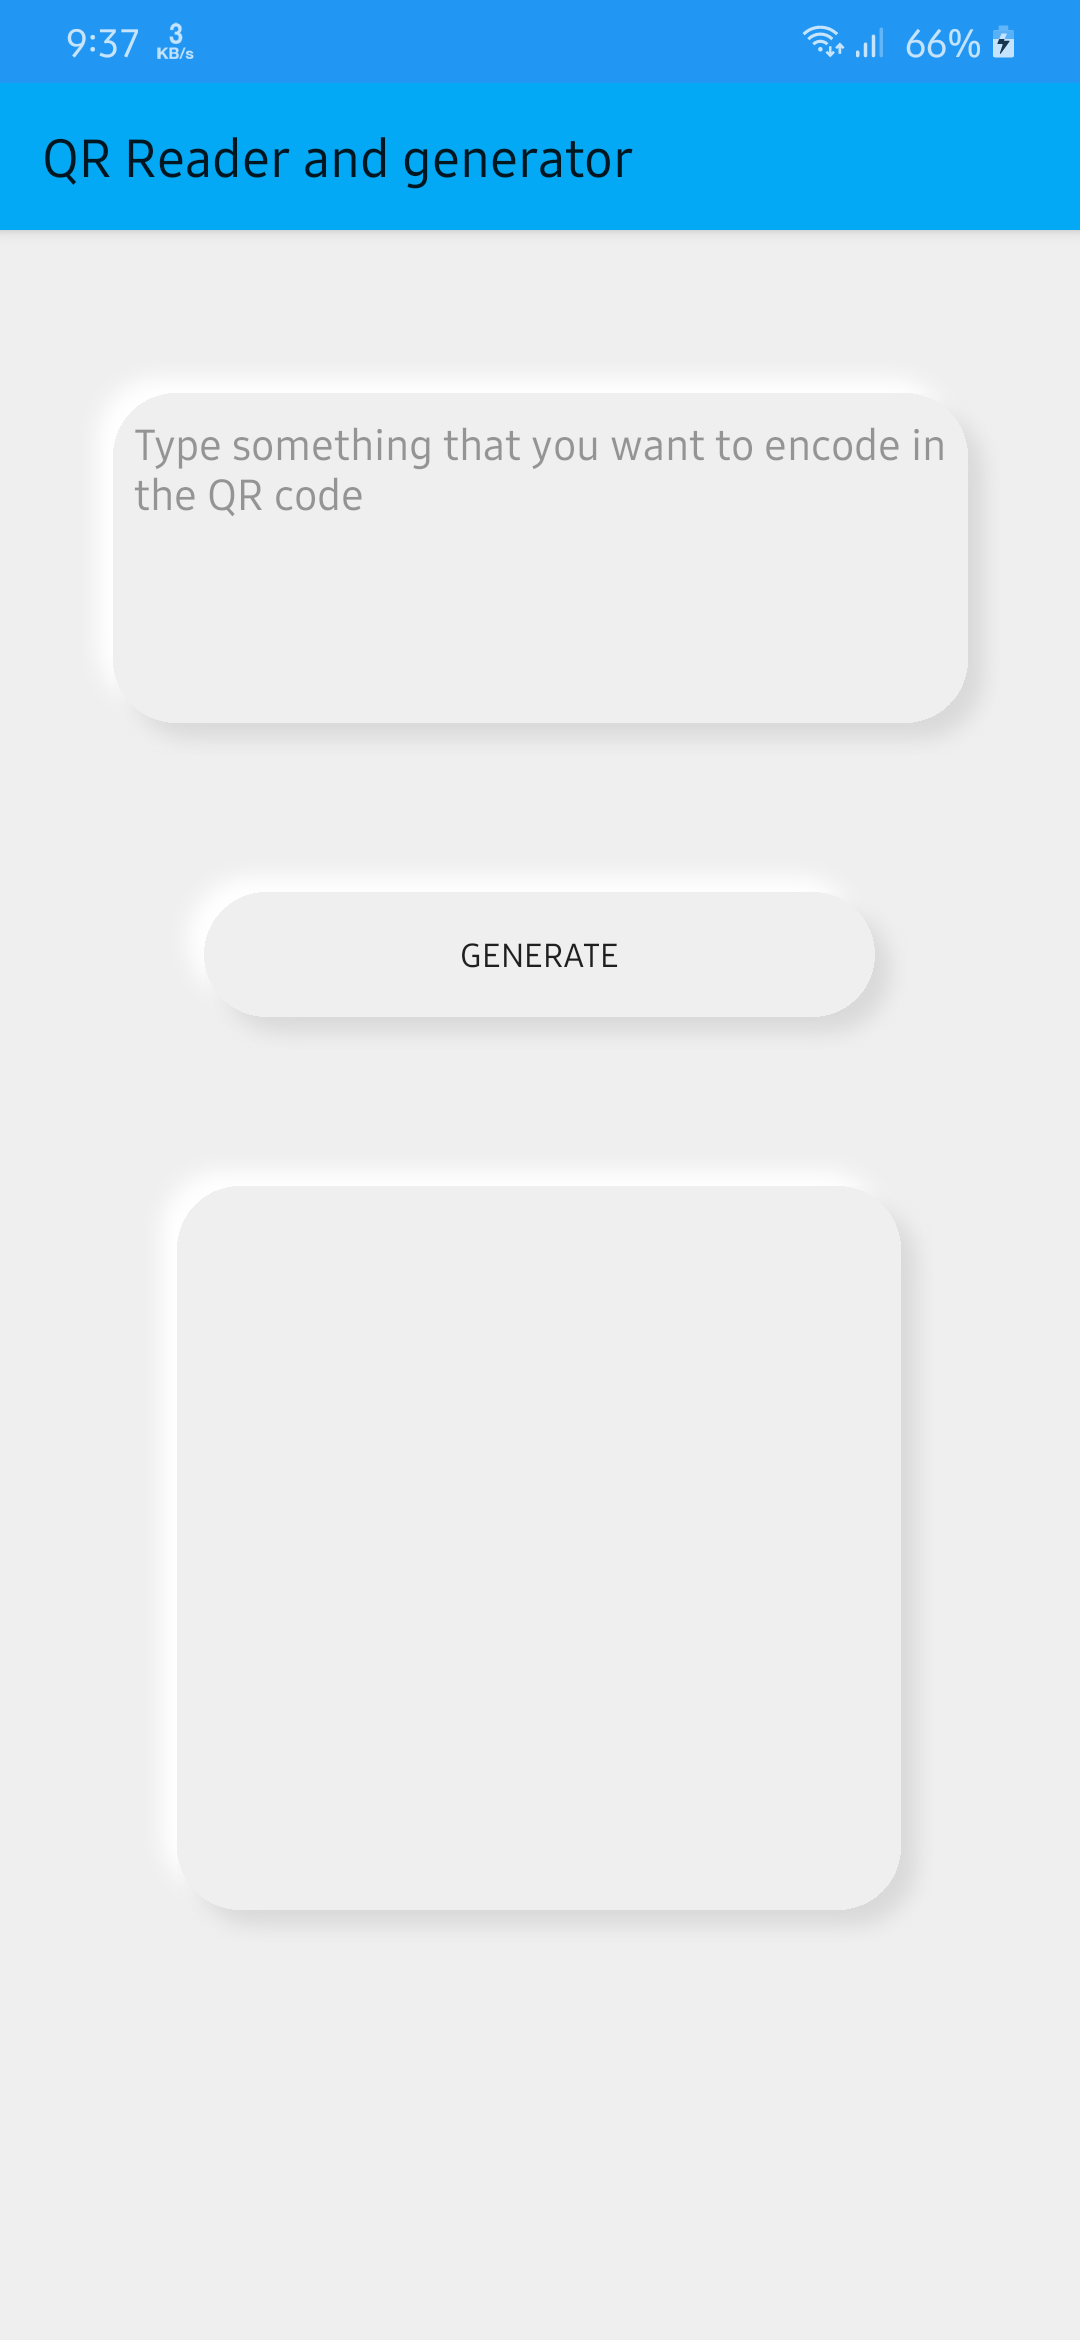 9:37 3 KB/s 66%
QR Reader and generator
Type something that you want to encode in
the QR code
GENERATE